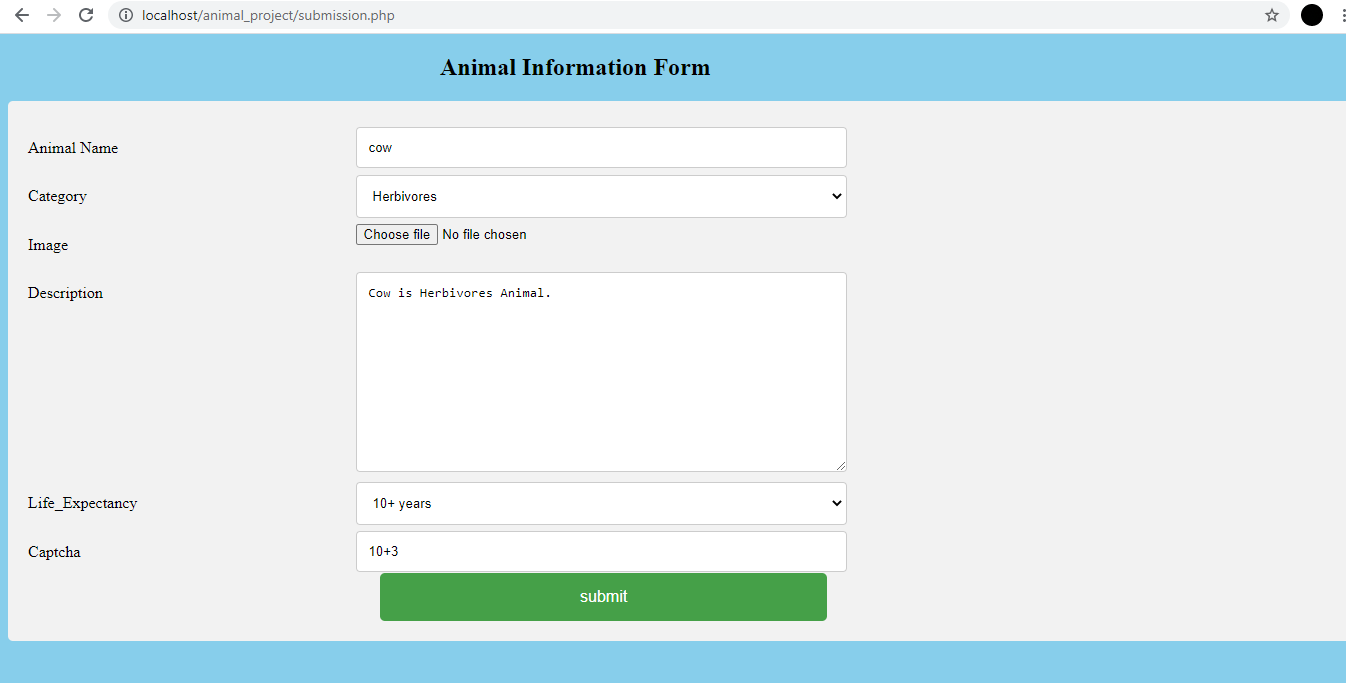 localhost/animal_project/submission.php
Animal Information Form
Animal Name cow
Category Herbivores
Image Choose file No file chosen
Description Cow is Herbivores Animal.
Life_Expectancy 10+ years
Captcha 10+3
submit